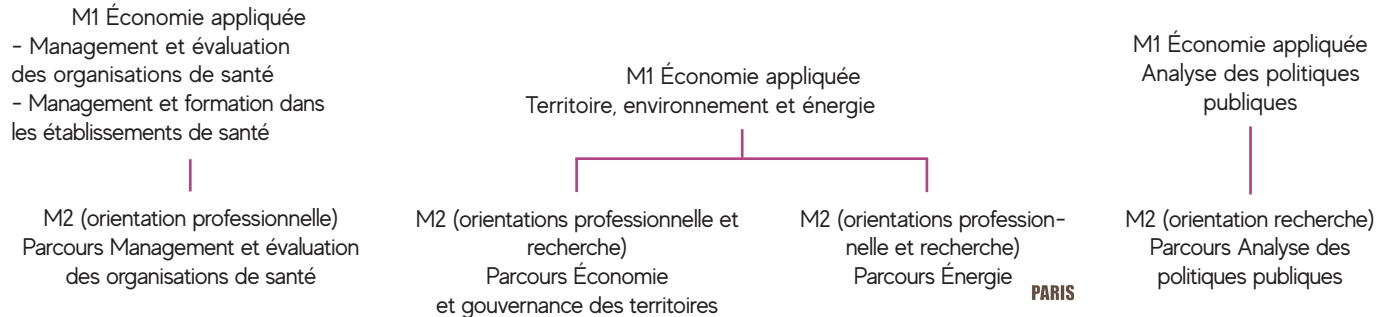 M1 Économie appliquée
- Management et évaluation
des organisations de santé
- Management et formation dans
les établissements de santé
M1 Économie appliquée
Territoire, environnement et énergie
M1 Économie appliquée
Analyse des politiques
publiques
M2 (orientation professionnelle)
Parcours Management et évaluation
des organisations de santé
M2 (orientations professionnelle et
recherche)
Parcours Économie
et gouvernance des territoires
M2 (orientations profession-
nelle et recherche)
Parcours Énergie
PARIS
M2 (orientation recherche)
Parcours Analyse des
politiques publiques